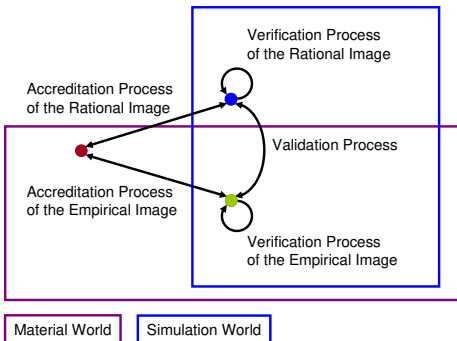 Verification Process
of the Rational Image
Accreditation Process
of the Rational Image
Validation Process
Accreditation Process
of the Empirical Image
Verification Process
of the Empirical Image
Material World
Simulation World